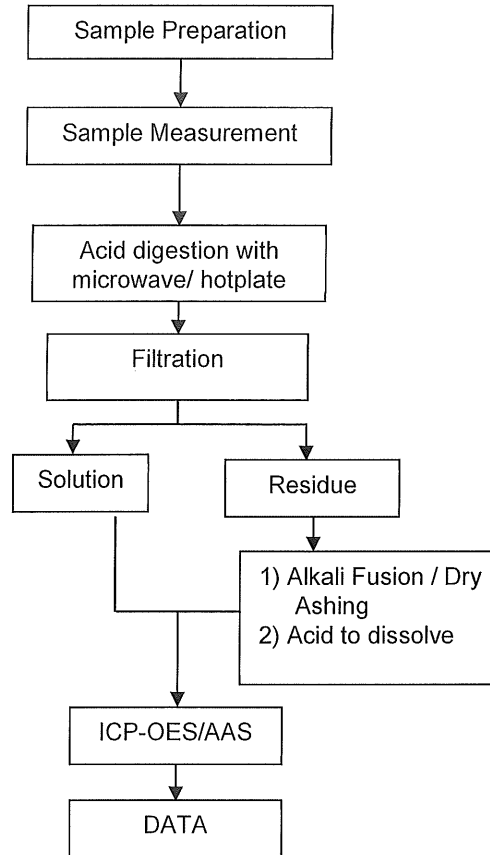 Sample Preparation
Sample Measurement
Acid digestion with
microwave/ hotplate
Filtration
Solution
Residue
1) Alkali Fusion / Dry
Ashing
2) Acid to dissolve
ICP-OES/AAS
DATA